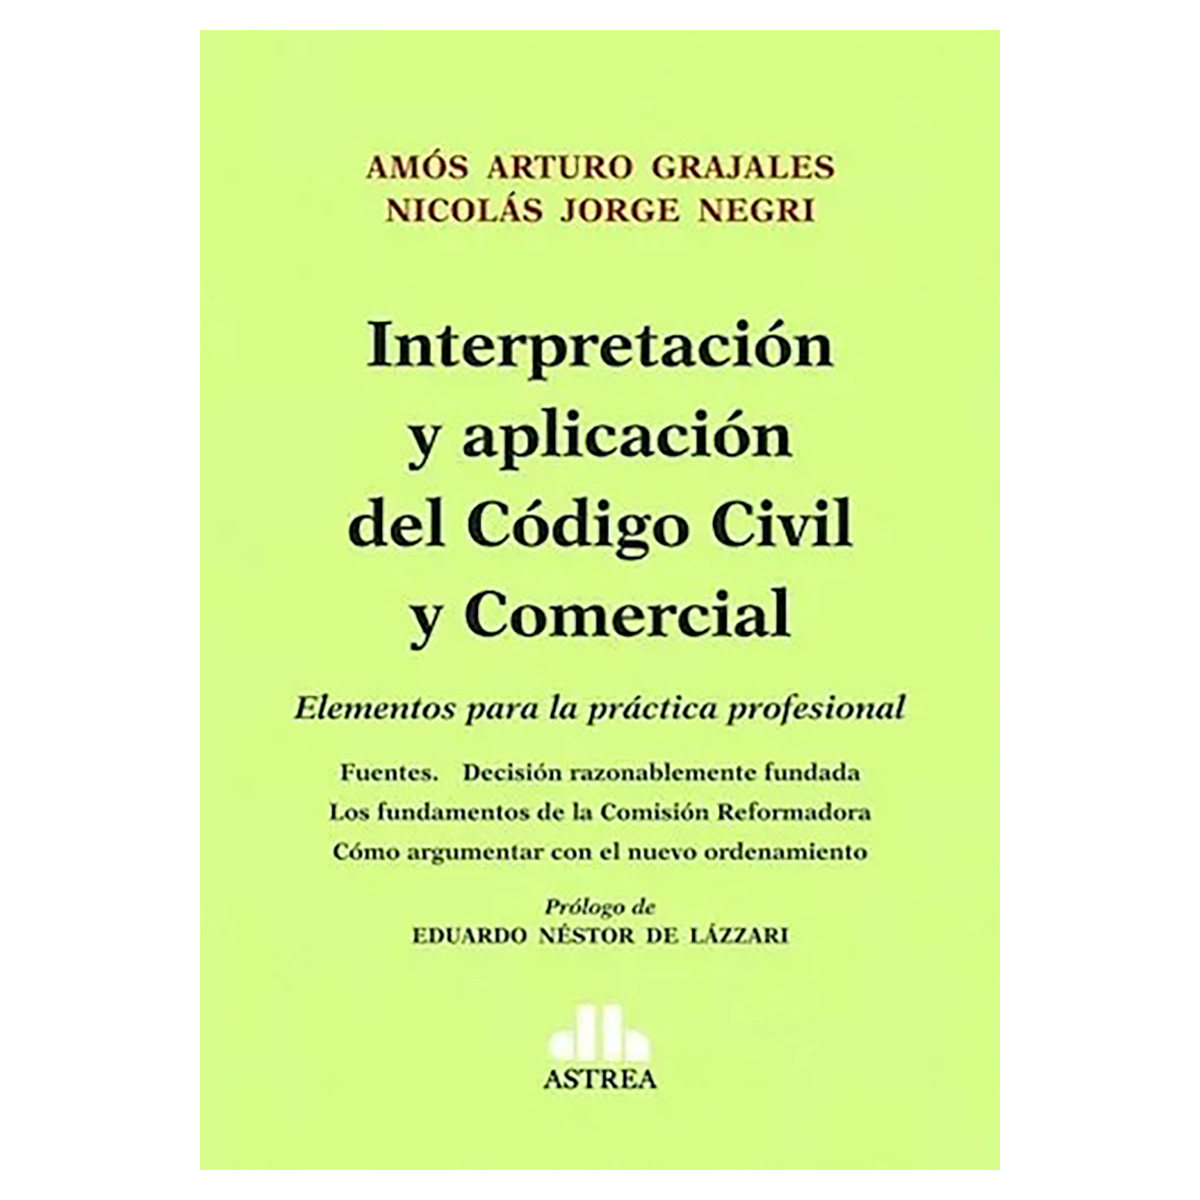 AMÓS ARTURO GRAJALES
NICOLÁS JORGE NEGRI
Interpretación
y aplicación
del Código Civil
y Comercial
Elementos para la práctica profesional
Fuentes. Decisión razonablemente fundada
Los fundamentos de la Comisión Reformadora
Cómo argumentar con el nuevo ordenamiento
Prólogo de
EDUARDO NÉSTOR DE LÁZZARI
ASTREA